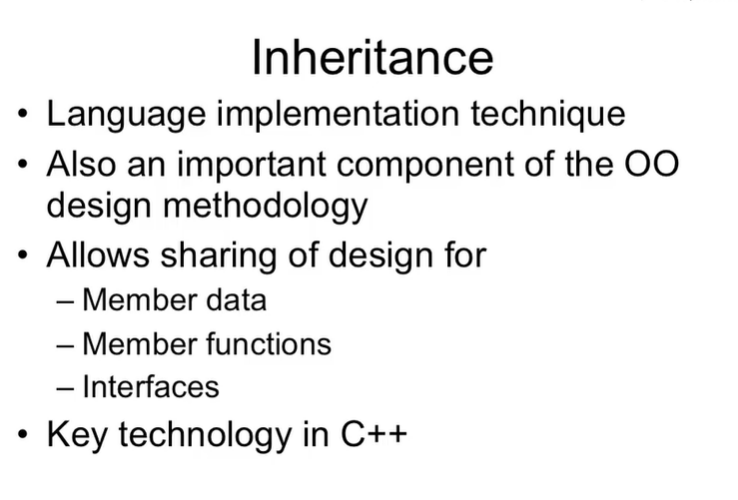 Inheritance
• Language implementation technique
• Also an important component of the OO
design methodology
• Allows sharing of design for
– Member data
– Member functions
– Interfaces
• Key technology in C++